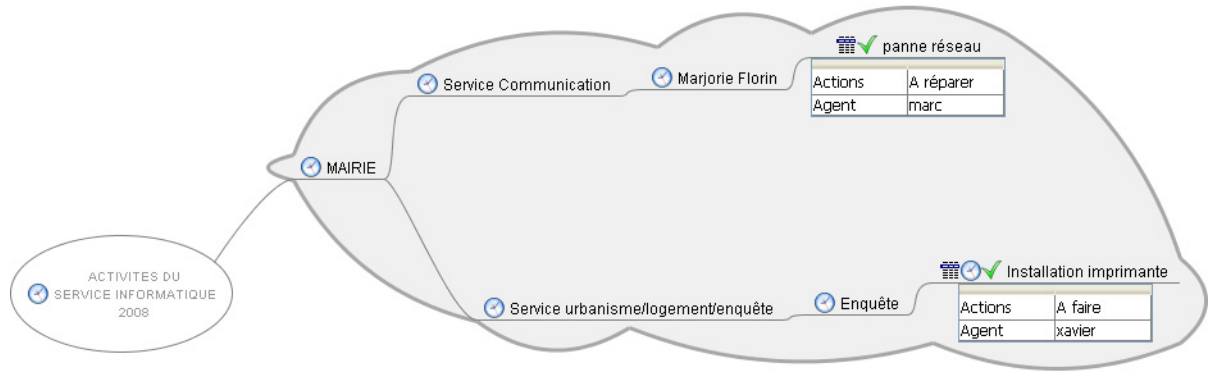 ACTIVITES DU
SERVICE INFORMATIQUE
2008
MAIRIE
Service Communication
Marjorie Florin
panne réseau
Actions A réparer
Agent marc
Service urbanisme/logement/enquête
Enquête
Installation imprimante
Actions A faire
Agent xavier